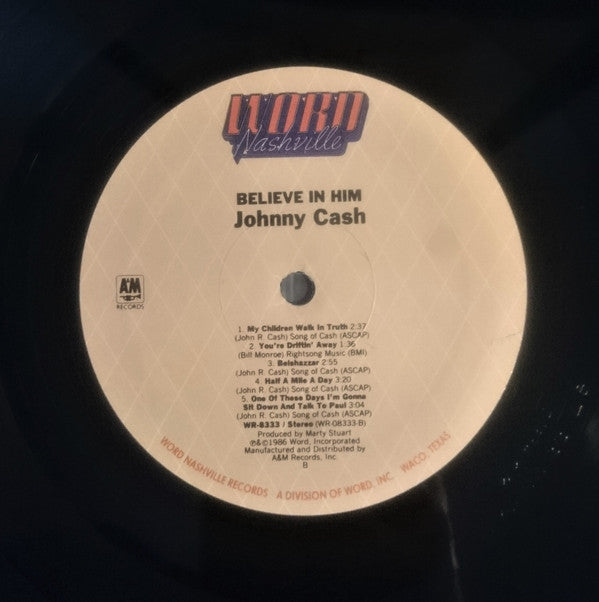 WORD
Nashville
BELIEVE IN HIM
Johnny Cash
A&M
RECORDS
1. My Children Walk In Truth 2:37
(John R. Cash) Song of Cash (ASCAP)
2. You're Driftin' Away 1:36
(Bill Monroe) Rightsong Music (BMI)
3. Belshazzar 2:55
(John R. Cash) Song of Cash (ASCAP)
4. Half A Mile A Day 3:20
(John R. Cash) Song of Cash (ASCAP)
5. One Of These Days I'm Gonna
Sit Down And Talk To Paul 3:04
(John R. Cash) Song of Cash (ASCAP)
WR-8333 / Stereo (WR-08333-B)
Produced by Marty Stuart
℗&©1986 Word, Incorporated
Manufactured and Distributed by
A&M Records, Inc.
B
WORD NASHVILLE RECORDS A DIVISION OF WORD, INC. WACO, TEXAS